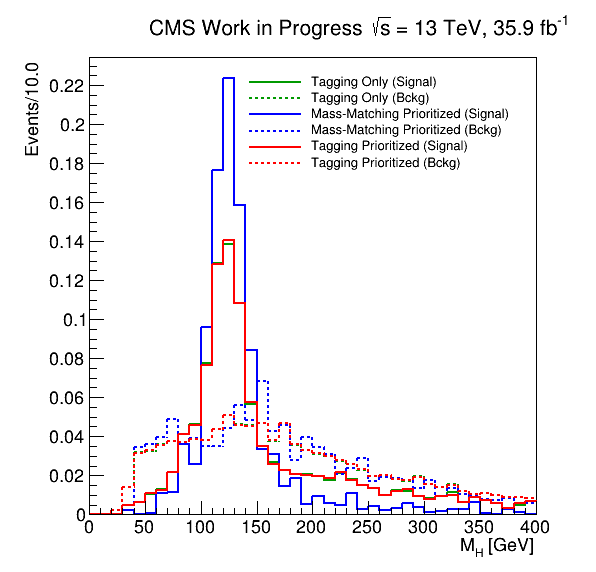 CMS Work in Progress √s = 13 TeV, 35.9 fb⁻¹
Events/10.0
0.22
0.2
0.18
0.16
0.14
0.12
0.1
0.08
0.06
0.04
0.02
0
Tagging Only (Signal)
Tagging Only (Bckg)
Mass-Matching Prioritized (Signal)
Mass-Matching Prioritized (Bckg)
Tagging Prioritized (Signal)
Tagging Prioritized (Bckg)
0 50 100 150 200 250 300 350 400
M_H [GeV]